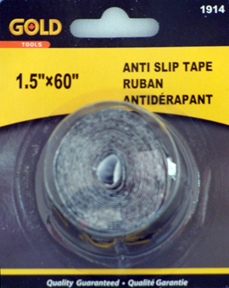 1914
GOLD
TOOLS
1.5"×60"
ANTI SLIP TAPE
RUBAN
ANTIDÉRAPANT
Quality Guaranteed • Qualité Garantie